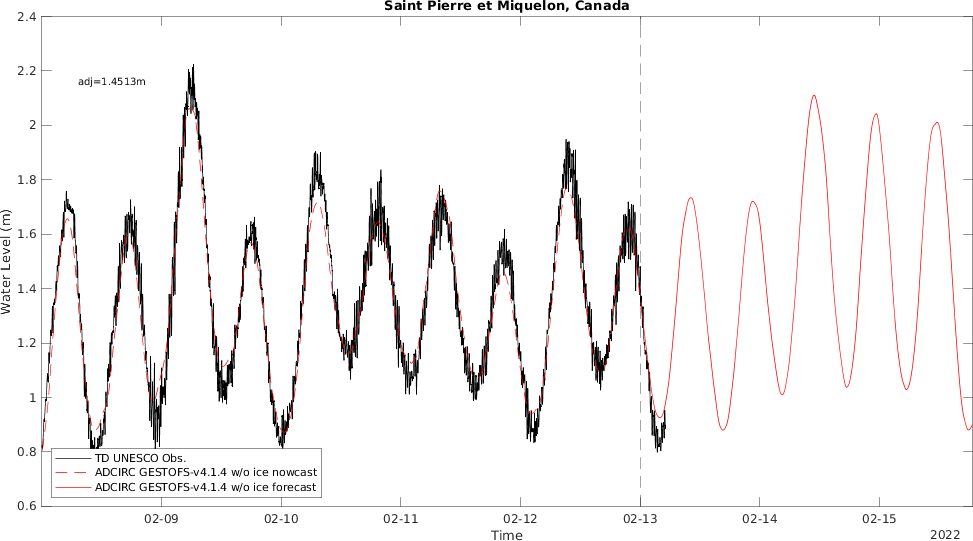 Saint Pierre et Miquelon, Canada
2.4
2.2
2
1.8
1.6
1.4
1.2
1
0.8
0.6
Water Level (m)
adj=1.4513m
TD UNESCO Obs.
ADCIRC GESTOFS-v4.1.4 w/o ice nowcast
ADCIRC GESTOFS-v4.1.4 w/o ice forecast
02-09 02-10 02-11 02-12 02-13 02-14 02-15
Time
2022